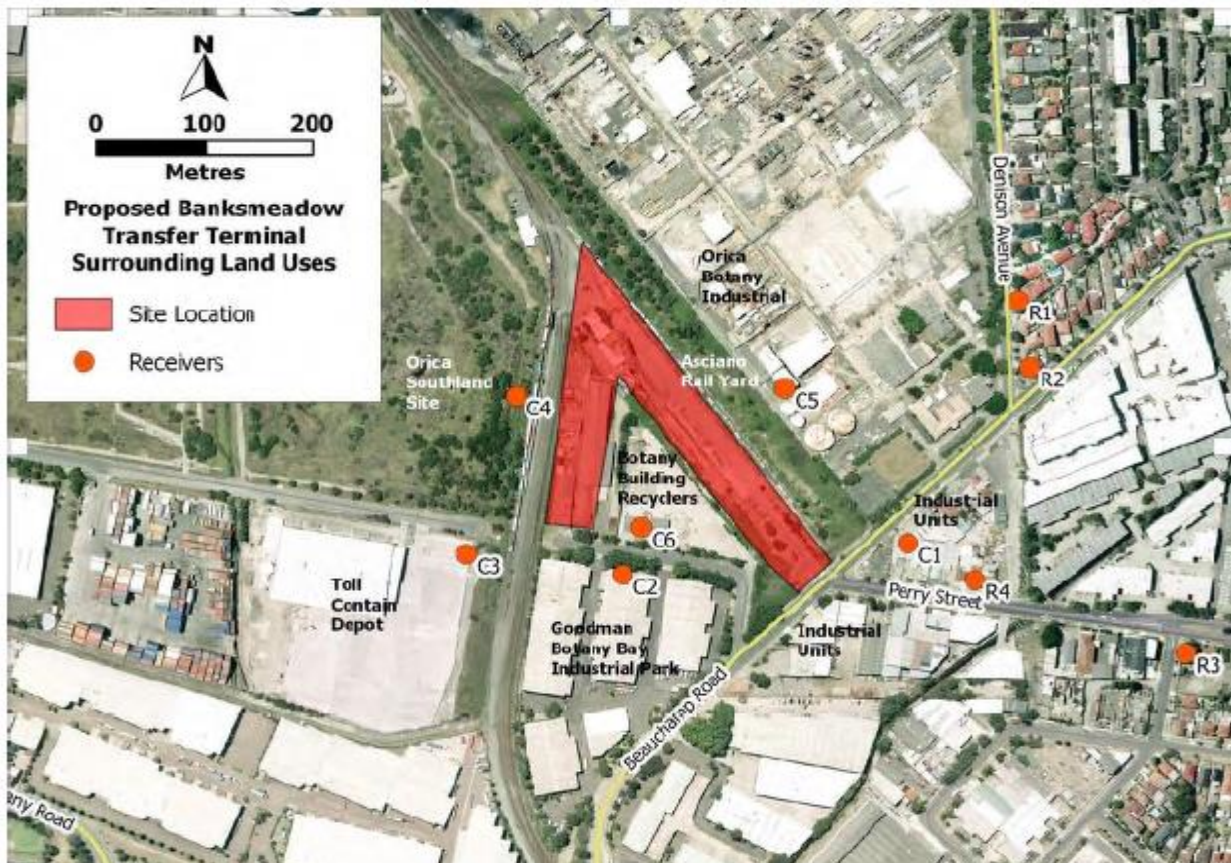 N
0 100 200
Metres
Proposed Banksmeadow
Transfer Terminal
Surrounding Land Uses
Site Location
Receivers
Denison Avenue
Orica
Botany
Industrial
R1
R2
Asciano
Rail Yard
C5
Orica
Southland
Site
C4
Botany
Building
Recyclers
C6
Industrial
Units
C1
R4
Perry Street
C3
C2
Toll
Contain
Depot
Goodman
Botany Bay
Industrial Park
Industrial
Units
R3
Beauchamp Road
any Road